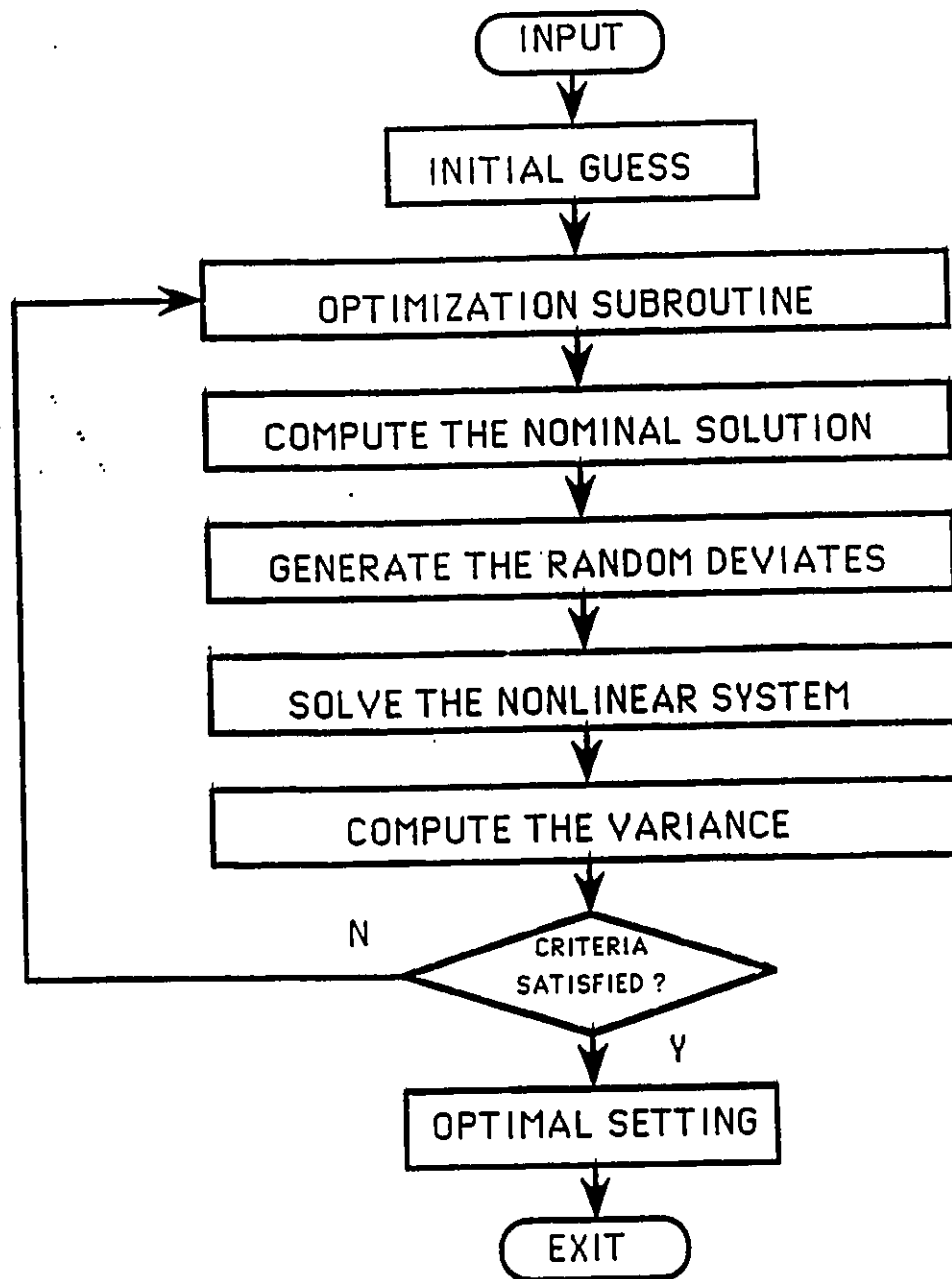 INPUT
INITIAL GUESS
OPTIMIZATION SUBROUTINE
COMPUTE THE NOMINAL SOLUTION
GENERATE THE RANDOM DEVIATES
SOLVE THE NONLINEAR SYSTEM
COMPUTE THE VARIANCE
N
CRITERIA
SATISFIED ?
Y
OPTIMAL SETTING
EXIT